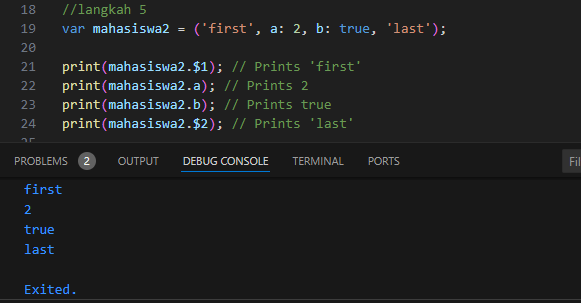 18 //langkah 5
19 var mahasiswa2 = ('first', a: 2, b: true, 'last');
20
21 print(mahasiswa2.$1); // Prints 'first'
22 print(mahasiswa2.a); // Prints 2
23 print(mahasiswa2.b); // Prints true
24 print(mahasiswa2.$2); // Prints 'last'
PROBLEMS 2 OUTPUT DEBUG CONSOLE TERMINAL PORTS Fil
first
2
true
last
Exited.